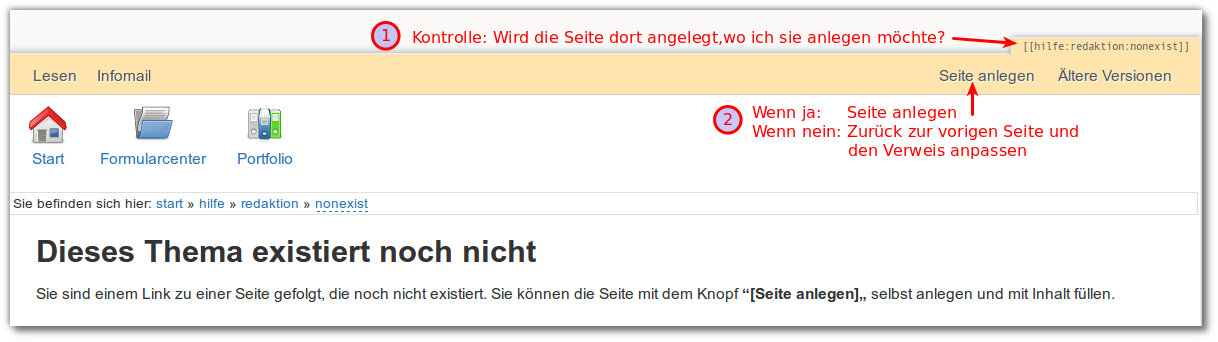 1 Kontrolle: Wird die Seite dort angelegt,wo ich sie anlegen möchte?
[[hilfe:redaktion:nonexist]]
Lesen Infomail Seite anlegen Ältere Versionen
2 Wenn ja: Seite anlegen
Wenn nein: Zurück zur vorigen Seite und
den Verweis anpassen
Start Formularcenter Portfolio
Sie befinden sich hier: start » hilfe » redaktion » nonexist
Dieses Thema existiert noch nicht
Sie sind einem Link zu einer Seite gefolgt, die noch nicht existiert. Sie können die Seite mit dem Knopf “[Seite anlegen]„ selbst anlegen und mit Inhalt füllen.